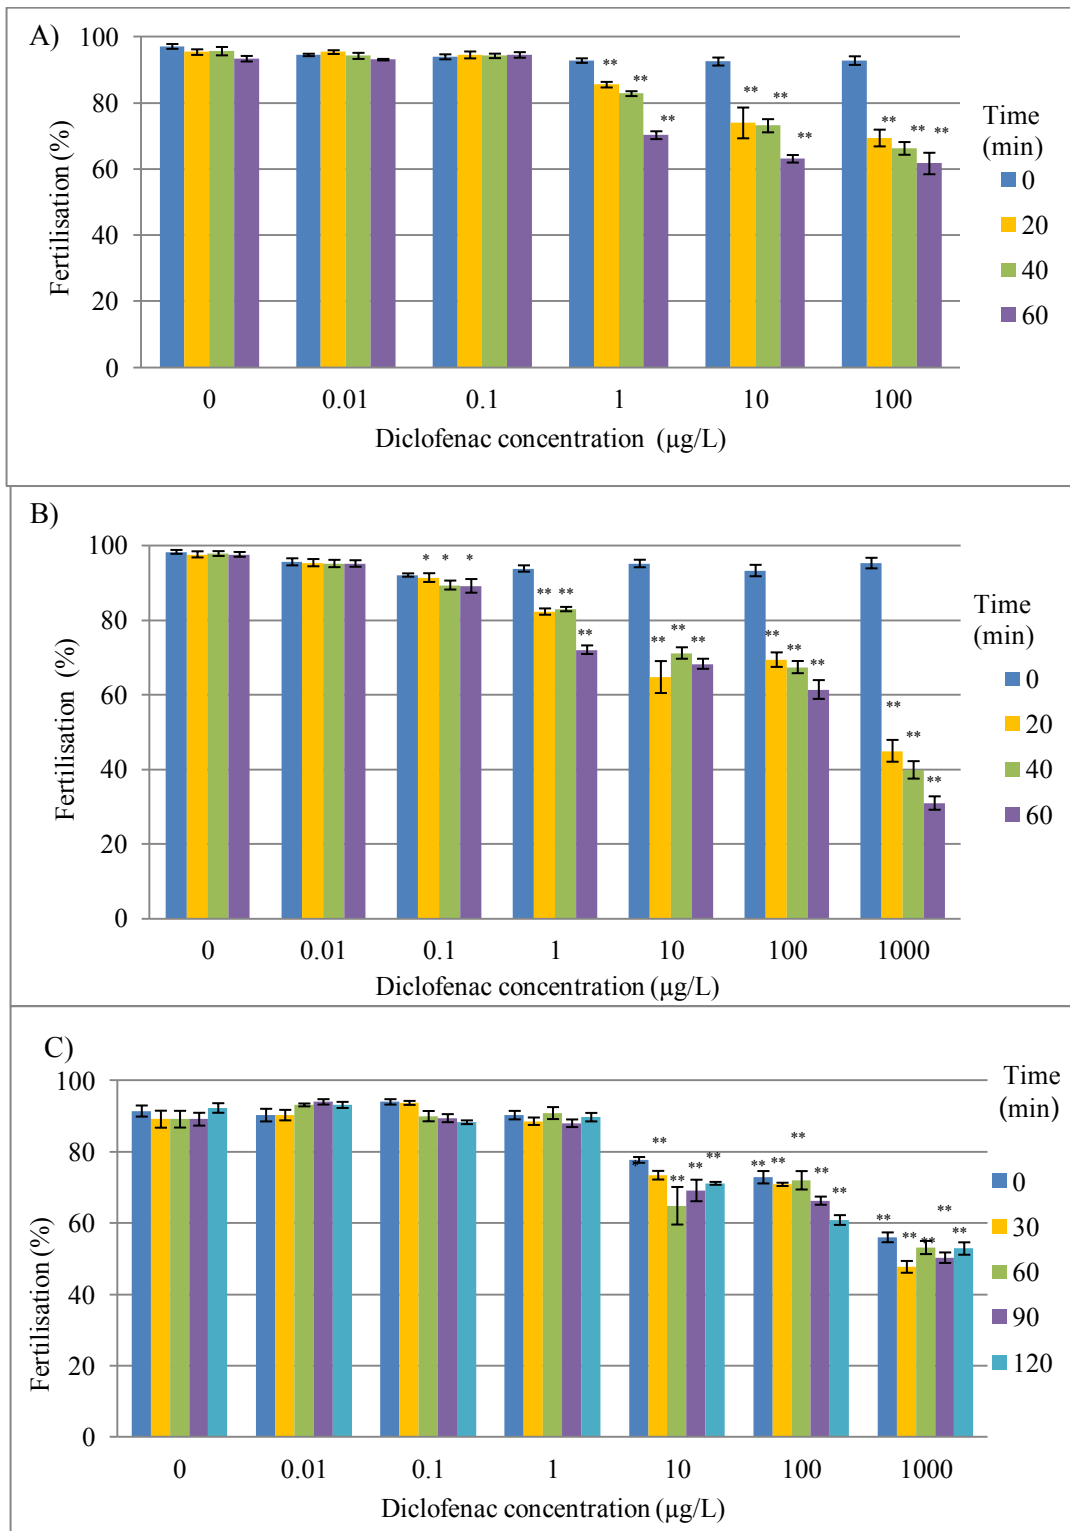 A)
100
80
60
40
20
0
Fertilisation (%)
** ** **
** ** **
** ** **
0 0.01 0.1 1 10 100
Diclofenac concentration (µg/L)
Time
(min)
0
20
40
60
B)
100
80
60
40
20
0
Fertilisation (%)
* * *
** ** **
** ** **
** ** **
** ** **
0 0.01 0.1 1 10 100 1000
Diclofenac concentration (µg/L)
Time
(min)
0
20
40
60
C)
100
80
60
40
20
0
Fertilisation (%)
* ** ** ** **
** ** ** ** **
** ** ** ** **
0 0.01 0.1 1 10 100 1000
Diclofenac concentration (µg/L)
Time
(min)
0
30
60
90
120